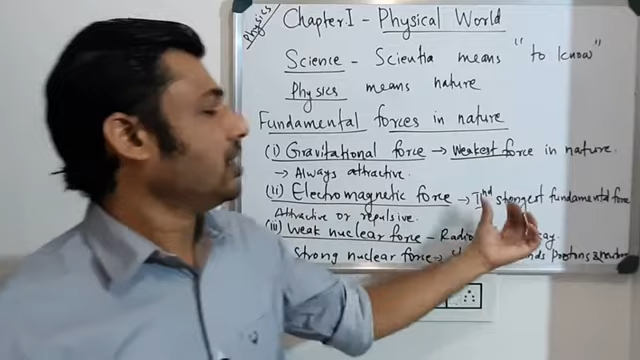 Physics
Chapter.I - Physical World
Science - Scientia means "to know"
Physics means nature
Fundamental forces in nature
(i) Gravitational force → Weakest force in nature.
→ Always attractive.
(ii) Electromagnetic force → IInd strongest fundamental force
Attractive or repulsive.
(iii) Weak nuclear force -
Strong nuclear force → protons &